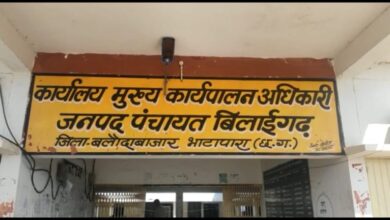 कार्यालय मुख्य कार्यपालन अधिकारी
जनपद पंचायत बिलाईगढ़
जिला-बलौदाबाजार भाटापारा (छ.ग.)